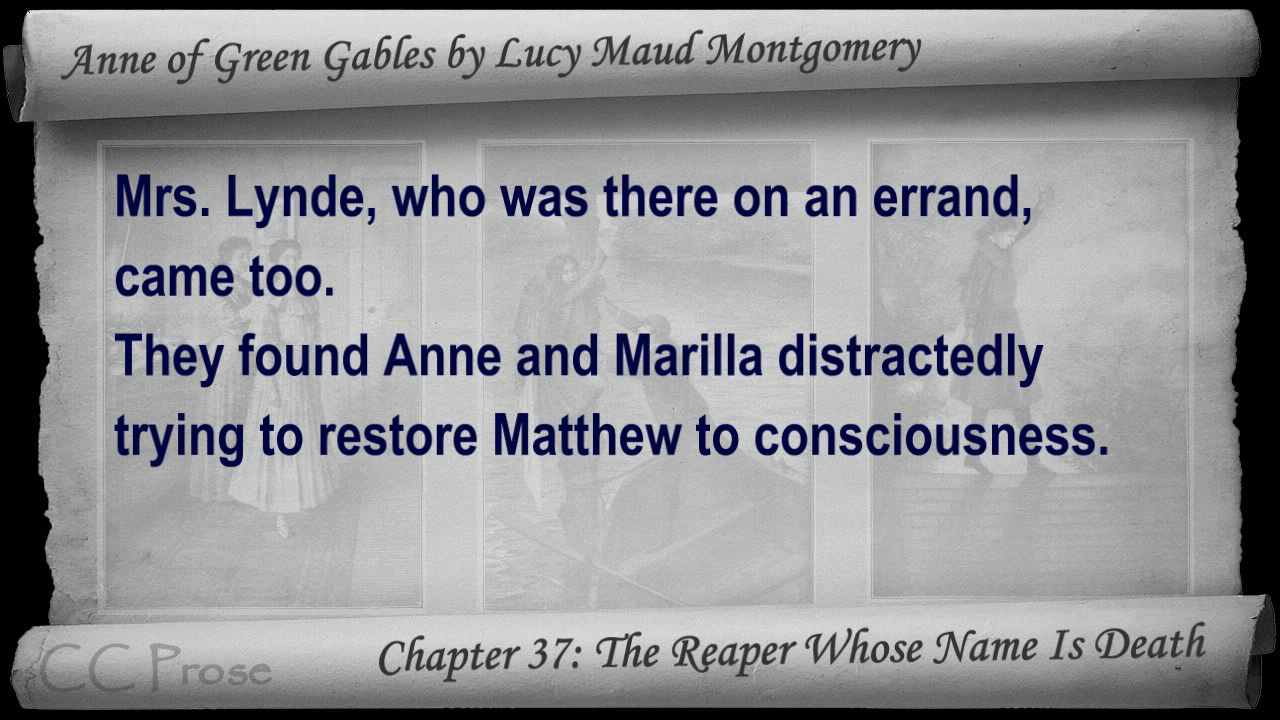 Anne of Green Gables by Lucy Maud Montgomery
Mrs. Lynde, who was there on an errand,
came too.
They found Anne and Marilla distractedly
trying to restore Matthew to consciousness.
CC Prose
Chapter 37: The Reaper Whose Name Is Death